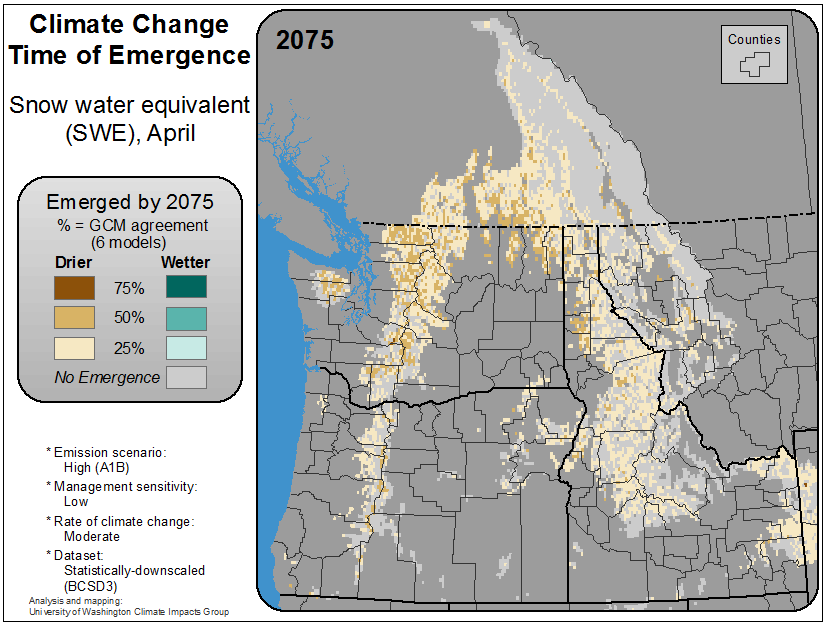 Climate Change
Time of Emergence
Snow water equivalent
(SWE), April
Emerged by 2075
% = GCM agreement
(6 models)
Drier Wetter
75%
50%
25%
No Emergence
* Emission scenario:
High (A1B)
* Management sensitivity:
Low
* Rate of climate change:
Moderate
* Dataset:
Statistically-downscaled
(BCSD3)
Analysis and mapping:
University of Washington Climate Impacts Group
2075
Counties